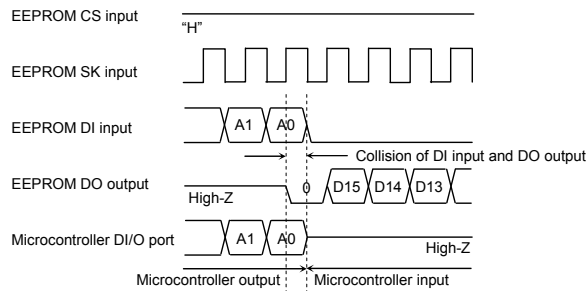 EEPROM CS input
“H”
EEPROM SK input
EEPROM DI input
A1 A0
Collision of DI input and DO output
EEPROM DO output
High-Z
0 D15 D14 D13
Microcontroller DI/O port
A1 A0
High-Z
Microcontroller output Microcontroller input